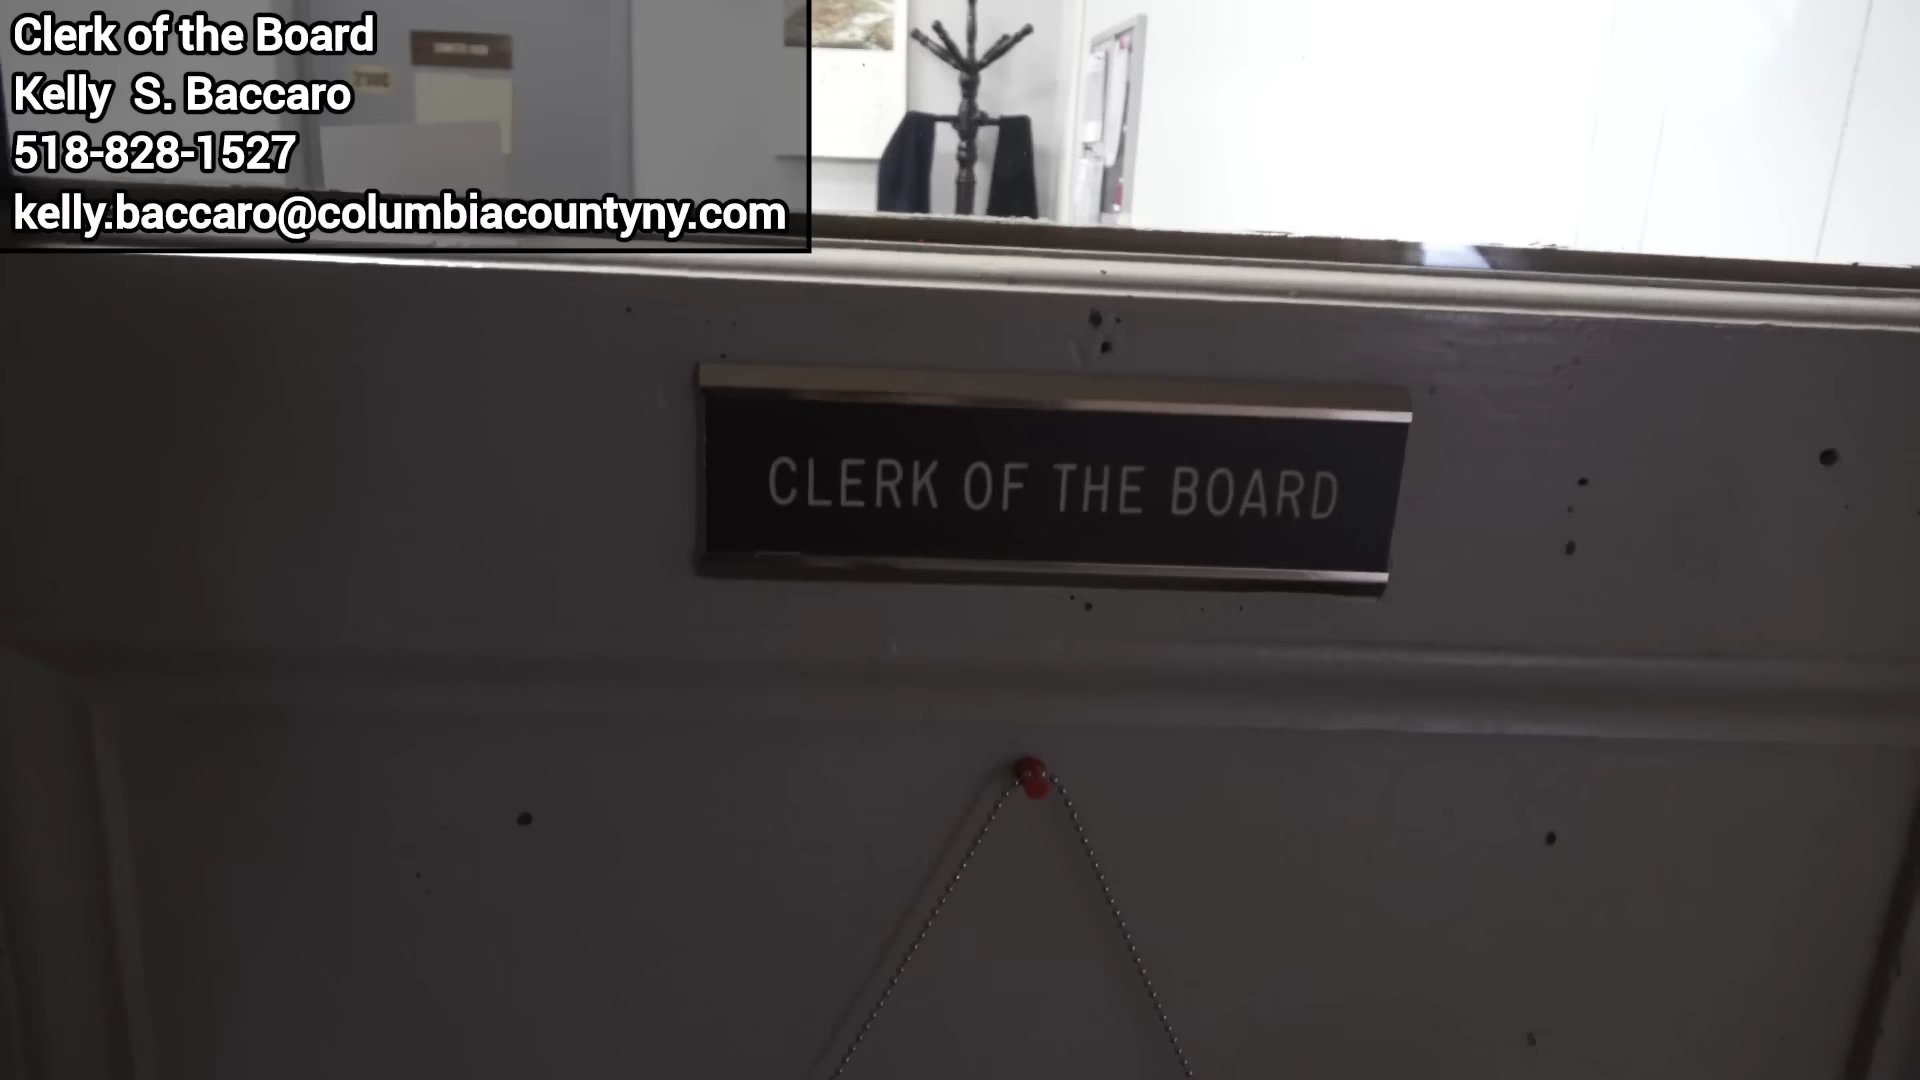 Clerk of the Board
Kelly  S. Baccaro
518-828-1527
kelly.baccaro@columbiacountyny.com
CLERK OF THE BOARD